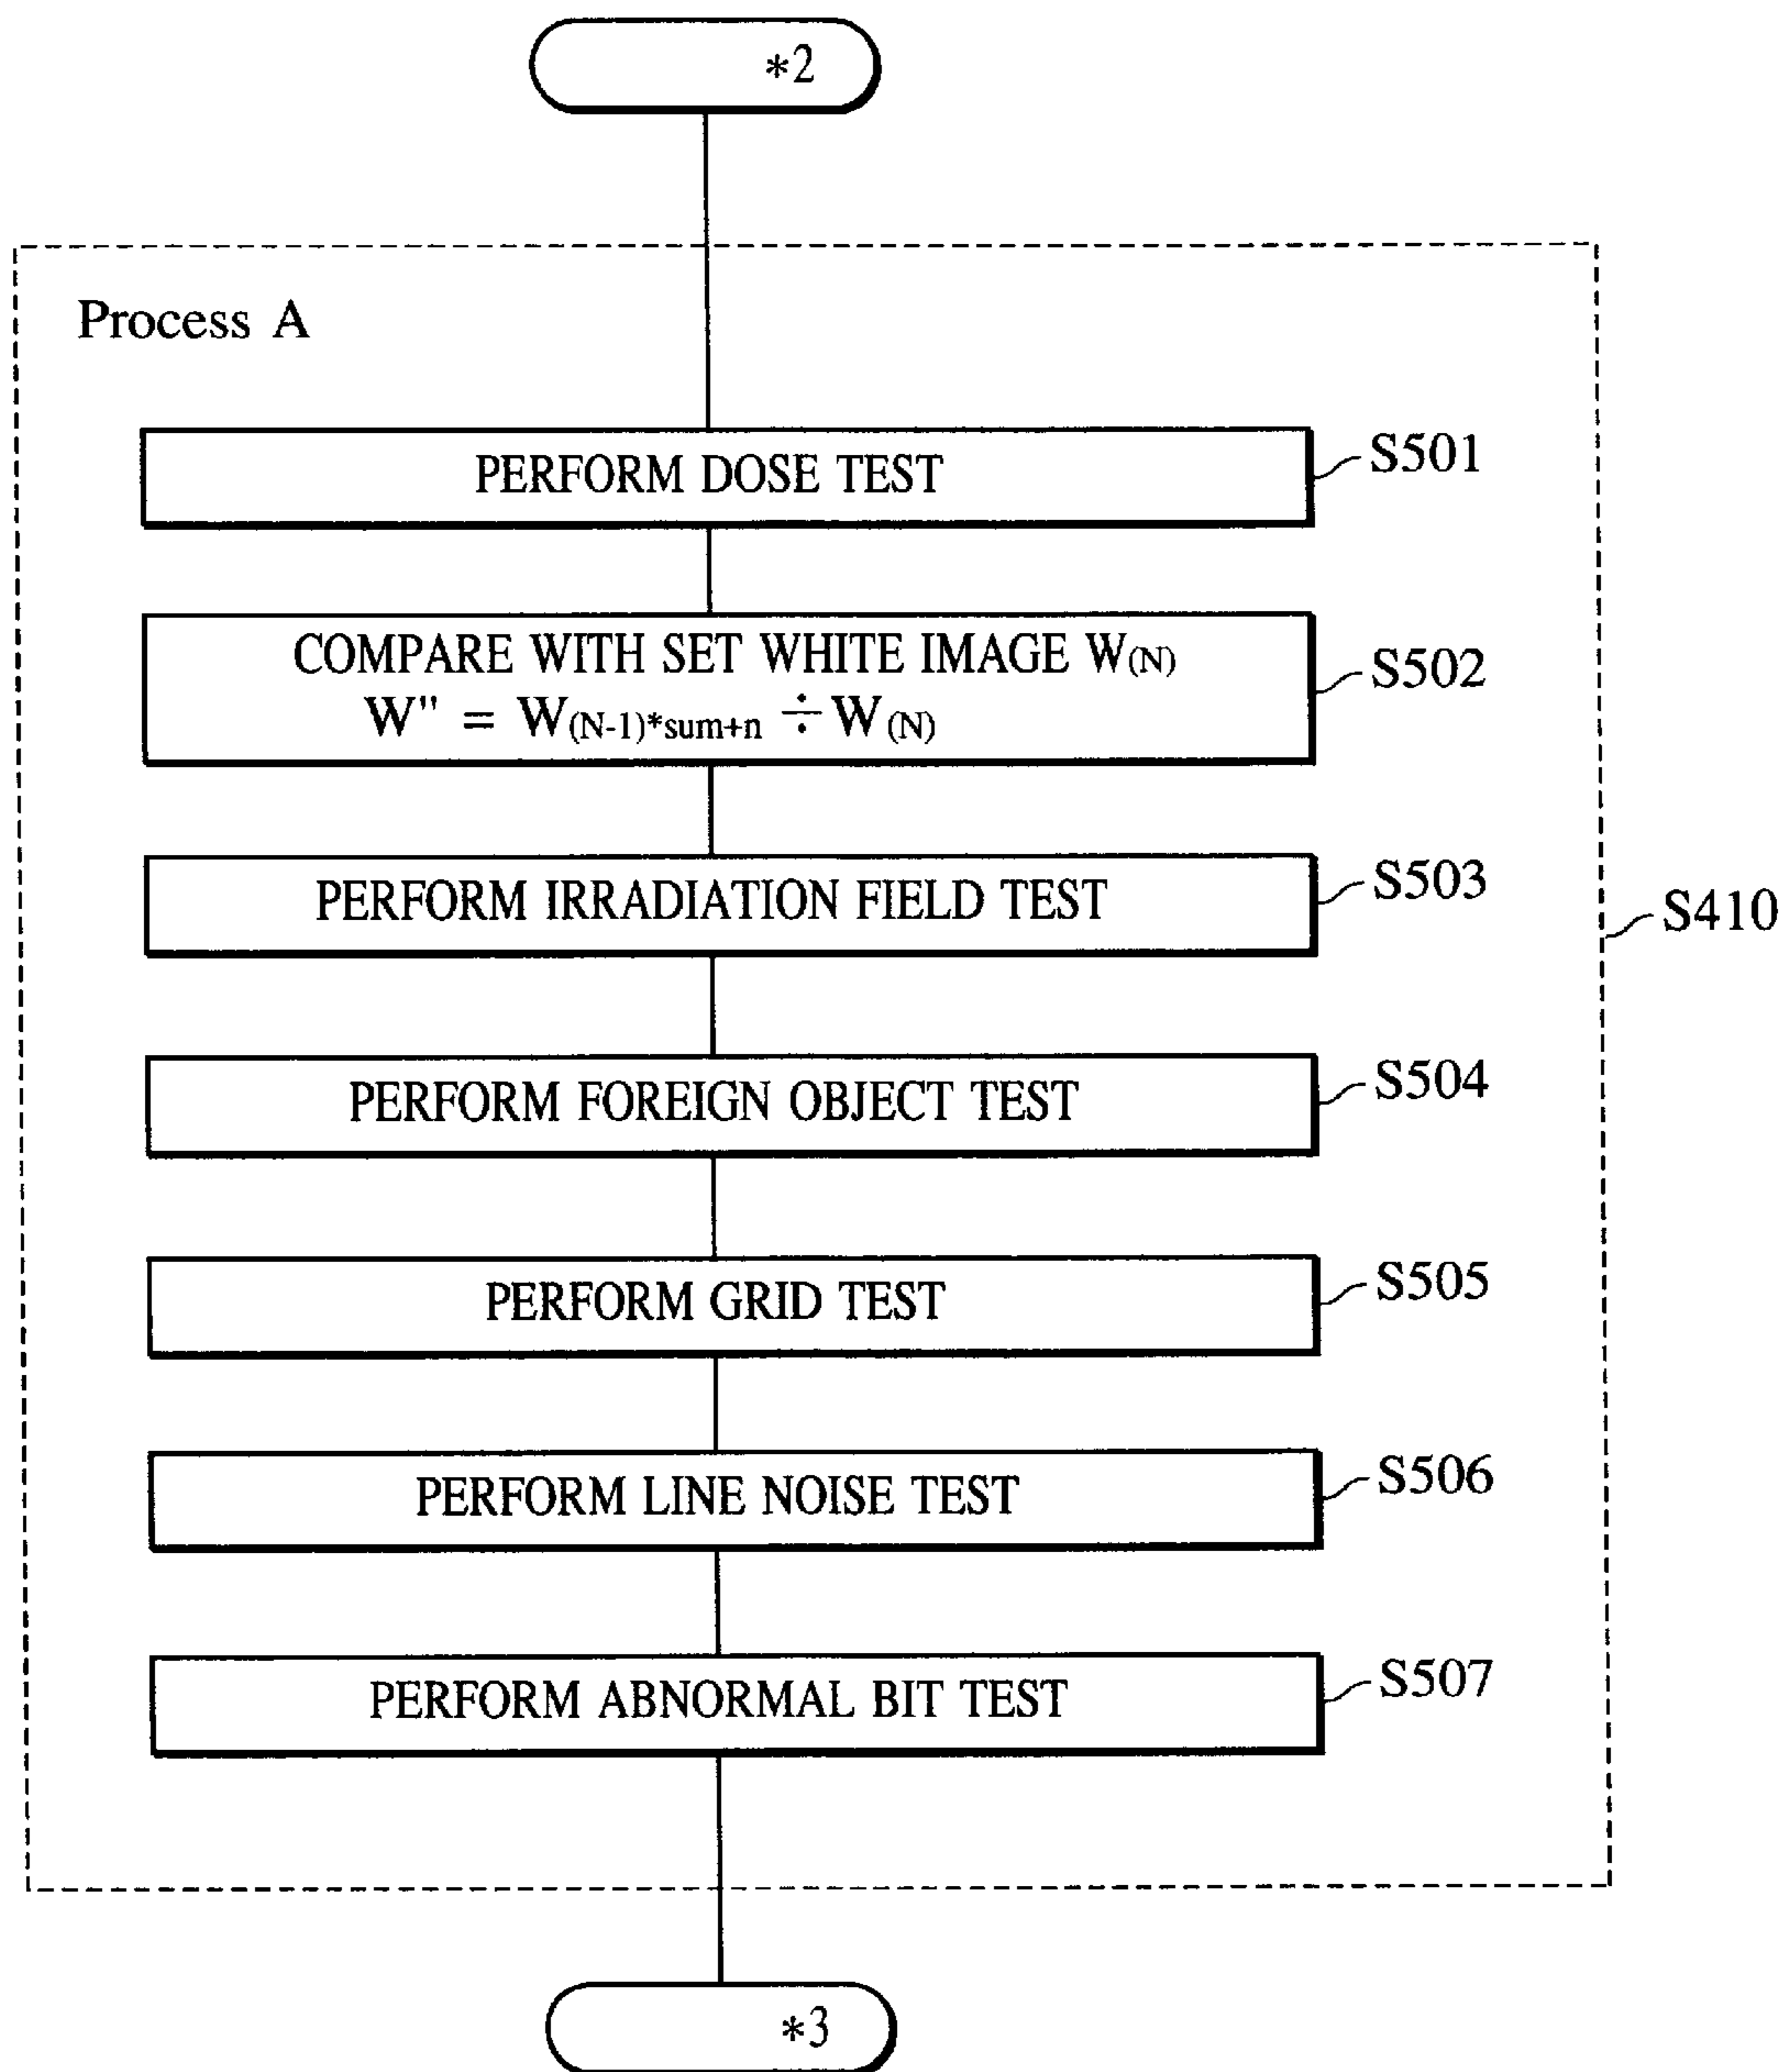 *2
Process A
PERFORM DOSE TEST
S501
COMPARE WITH SET WHITE IMAGE W(N)
W" = W(N-1)*sum+n ÷ W(N)
S502
PERFORM IRRADIATION FIELD TEST
S503
S410
PERFORM FOREIGN OBJECT TEST
S504
PERFORM GRID TEST
S505
PERFORM LINE NOISE TEST
S506
PERFORM ABNORMAL BIT TEST
S507
*3